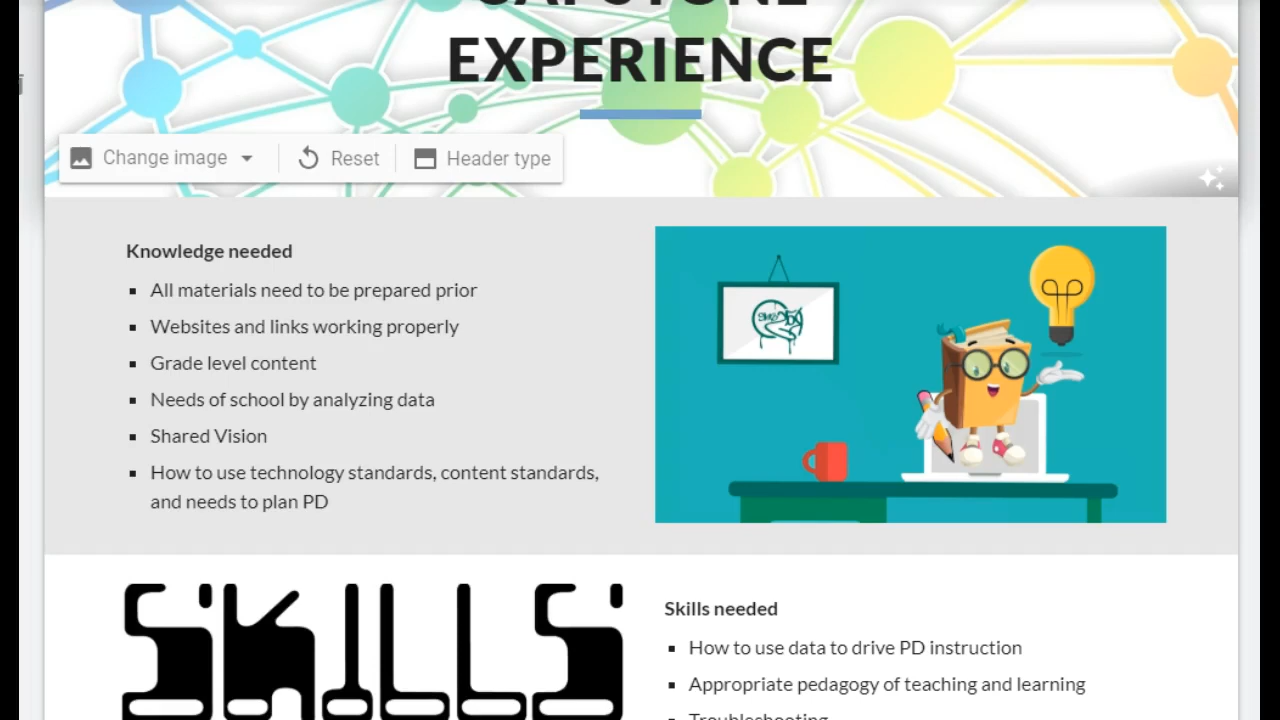 CAPSTONE
EXPERIENCE
Change image
Reset
Header type
Knowledge needed
▪ All materials need to be prepared prior
▪ Websites and links working properly
▪ Grade level content
▪ Needs of school by analyzing data
▪ Shared Vision
▪ How to use technology standards, content standards,
and needs to plan PD
SKILLS
Skills needed
▪ How to use data to drive PD instruction
▪ Appropriate pedagogy of teaching and learning
▪ Troubleshooting